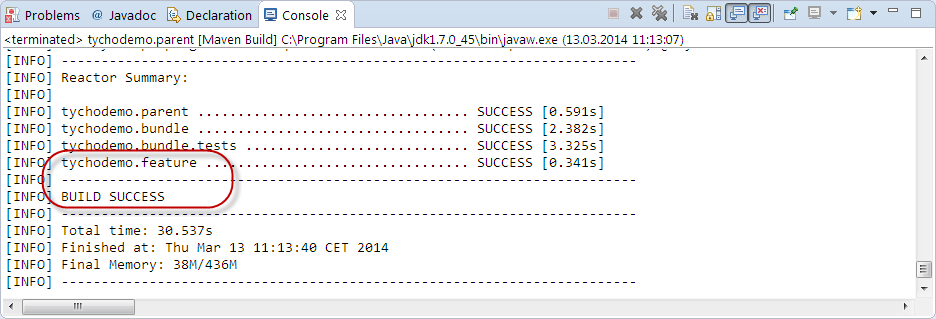 Problems @ Javadoc Declaration Console
<terminated> tychodemo.parent [Maven Build] C:\Program Files\Java\jdk1.7.0_45\bin\javaw.exe (13.03.2014 11:13:07)
[INFO] ------------------------------------------------------------------------
[INFO] Reactor Summary:
[INFO]
[INFO] tychodemo.parent .................................. SUCCESS [0.591s]
[INFO] tychodemo.bundle .................................. SUCCESS [2.382s]
[INFO] tychodemo.bundle.tests ............................ SUCCESS [3.325s]
[INFO] tychodemo.feature ................................. SUCCESS [0.341s]
[INFO] ------------------------------------------------------------------------
[INFO] BUILD SUCCESS
[INFO] ------------------------------------------------------------------------
[INFO] Total time: 30.537s
[INFO] Finished at: Thu Mar 13 11:13:40 CET 2014
[INFO] Final Memory: 38M/436M
[INFO] ------------------------------------------------------------------------